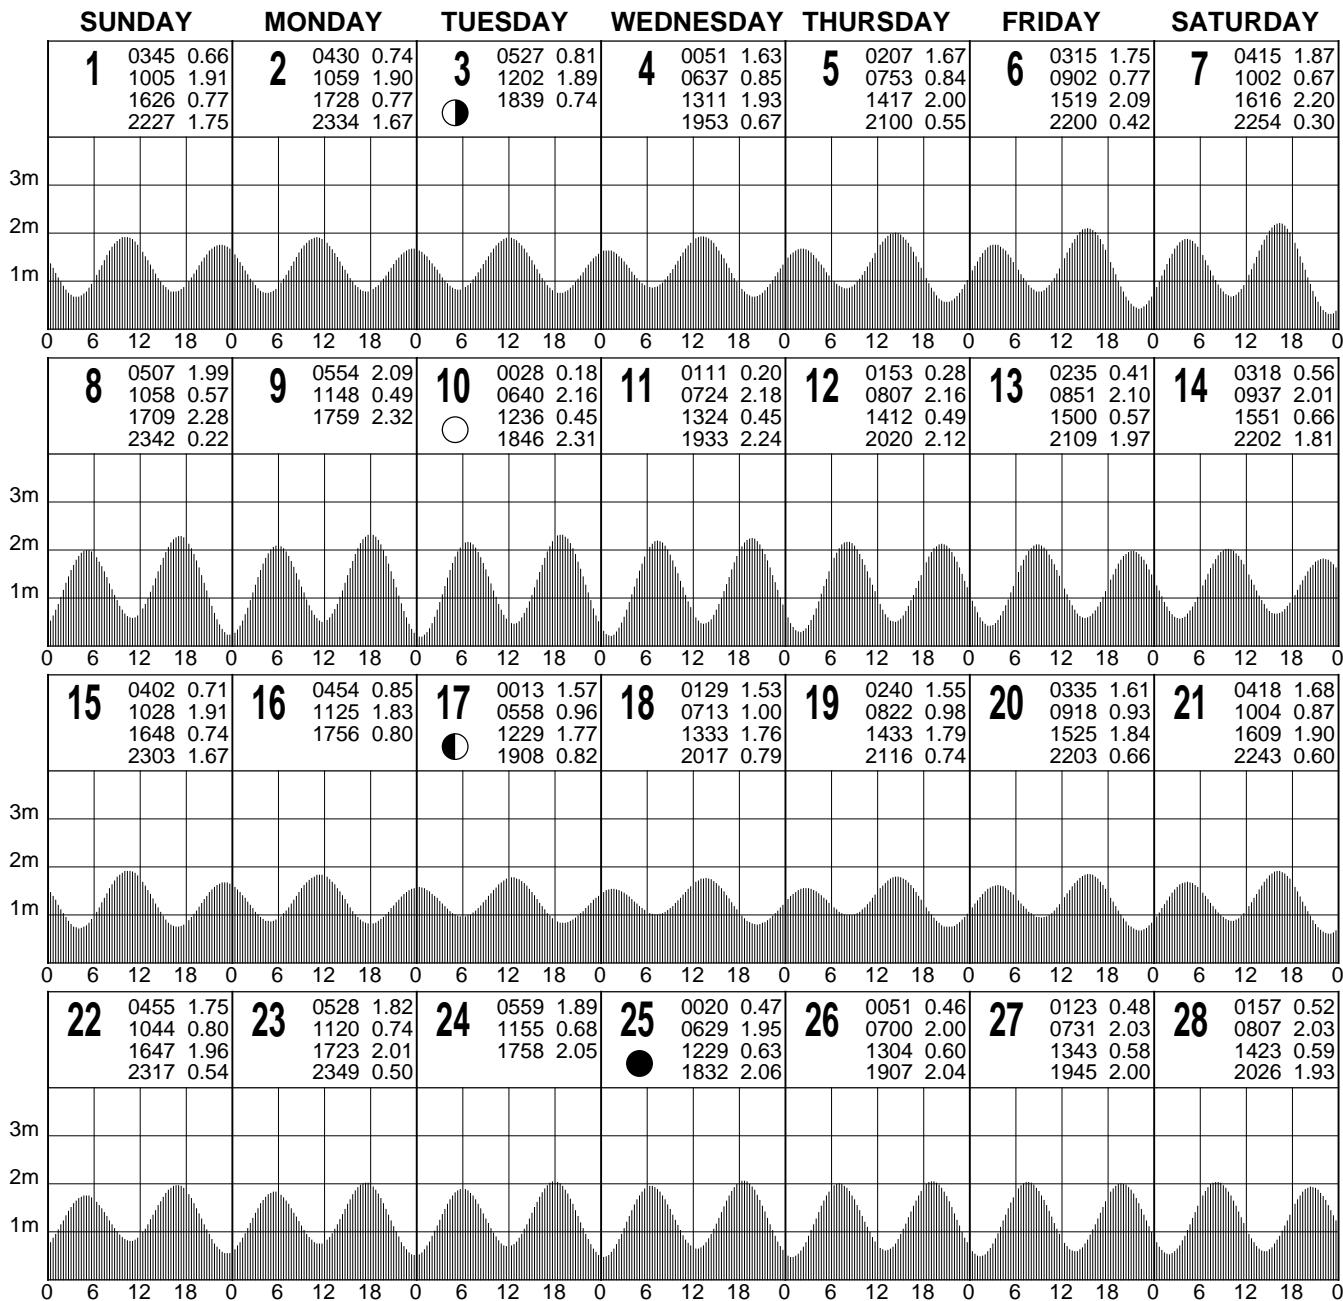 SUNDAY MONDAY TUESDAY WEDNESDAY THURSDAY FRIDAY SATURDAY
1 0345 0.66
1005 1.91
1626 0.77
2227 1.75
2 0430 0.74
1059 1.90
1728 0.77
2334 1.67
3 0527 0.81
1202 1.89
1839 0.74
4 0051 1.63
0637 0.85
1311 1.93
1953 0.67
5 0207 1.67
0753 0.84
1417 2.00
2100 0.55
6 0315 1.75
0902 0.77
1519 2.09
2200 0.42
7 0415 1.87
1002 0.67
1616 2.20
2254 0.30
3m
2m
1m
0 6 12 18 0 6 12 18 0 6 12 18 0 6 12 18 0 6 12 18 0 6 12 18 0 6 12 18 0
8 0507 1.99
1058 0.57
1709 2.28
2342 0.22
9 0554 2.09
1148 0.49
1759 2.32
10 0028 0.18
0640 2.16
1236 0.45
1846 2.31
11 0111 0.20
0724 2.18
1324 0.45
1933 2.24
12 0153 0.28
0807 2.16
1412 0.49
2020 2.12
13 0235 0.41
0851 2.10
1500 0.57
2109 1.97
14 0318 0.56
0937 2.01
1551 0.66
2202 1.81
3m
2m
1m
0 6 12 18 0 6 12 18 0 6 12 18 0 6 12 18 0 6 12 18 0 6 12 18 0 6 12 18 0
15 0402 0.71
1028 1.91
1648 0.74
2303 1.67
16 0454 0.85
1125 1.83
1756 0.80
17 0013 1.57
0558 0.96
1229 1.77
1908 0.82
18 0129 1.53
0713 1.00
1333 1.76
2017 0.79
19 0240 1.55
0822 0.98
1433 1.79
2116 0.74
20 0335 1.61
0918 0.93
1525 1.84
2203 0.66
21 0418 1.68
1004 0.87
1609 1.90
2243 0.60
3m
2m
1m
0 6 12 18 0 6 12 18 0 6 12 18 0 6 12 18 0 6 12 18 0 6 12 18 0 6 12 18 0
22 0455 1.75
1044 0.80
1647 1.96
2317 0.54
23 0528 1.82
1120 0.74
1723 2.01
2349 0.50
24 0559 1.89
1155 0.68
1758 2.05
25 0020 0.47
0629 1.95
1229 0.63
1832 2.06
26 0051 0.46
0700 2.00
1304 0.60
1907 2.04
27 0123 0.48
0731 2.03
1343 0.58
1945 2.00
28 0157 0.52
0807 2.03
1423 0.59
2026 1.93
3m
2m
1m
0 6 12 18 0 6 12 18 0 6 12 18 0 6 12 18 0 6 12 18 0 6 12 18 0 6 12 18 0